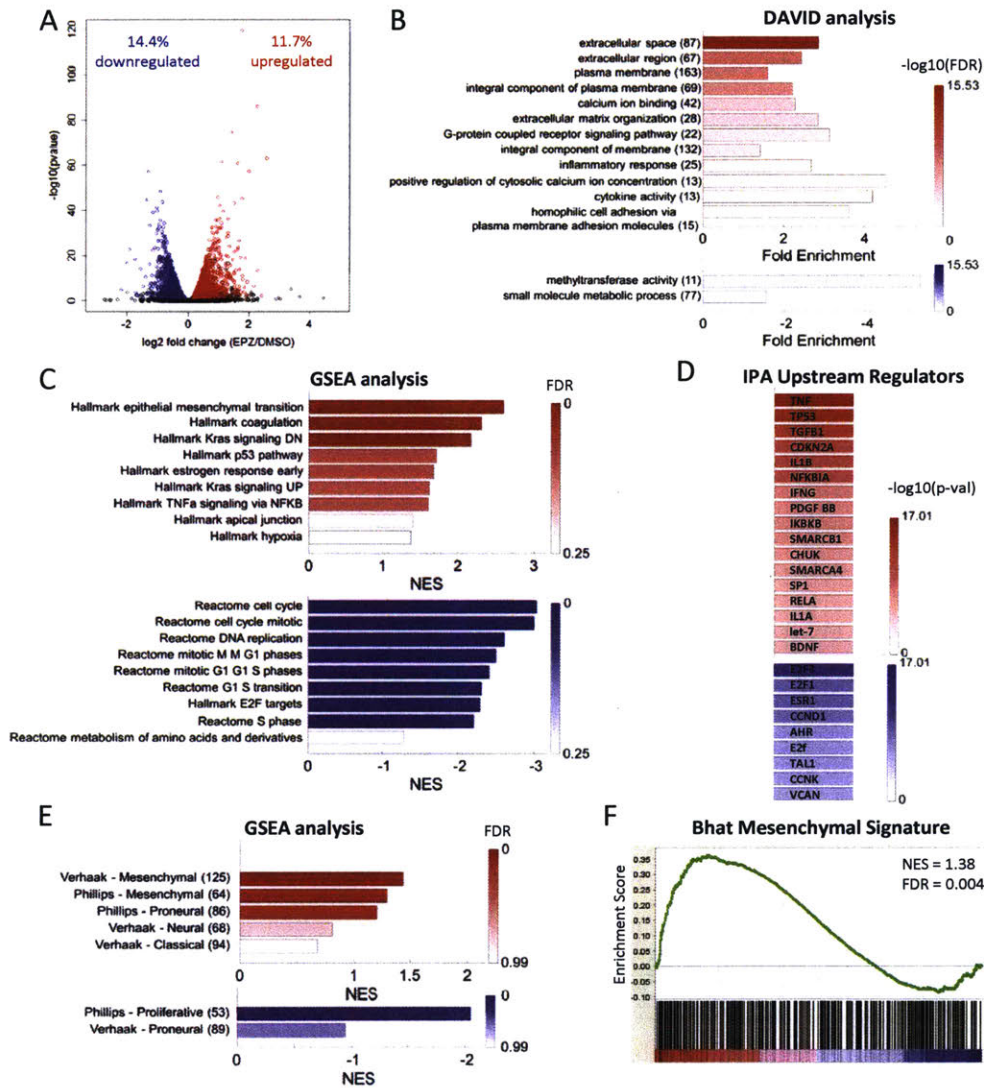 A
14.4%
downregulated
11.7%
upregulated
120
100
80
60
40
20
0
-log10(pvalue)
-2
0
2
4
log2 fold change (EPZ/DMSO)
B
DAVID analysis
extracellular space (87)
extracellular region (67)
plasma membrane (163)
integral component of plasma membrane (69)
calcium ion binding (42)
extracellular matrix organization (28)
G-protein coupled receptor signaling pathway (22)
integral component of membrane (132)
inflammatory response (25)
positive regulation of cytosolic calcium ion concentration (13)
cytokine activity (13)
homophilic cell adhesion via
plasma membrane adhesion molecules (15)
0
2
4
Fold Enrichment
-log10(FDR)
15.53
0
methyltransferase activity (11)
small molecule metabolic process (77)
0
-2
-4
Fold Enrichment
15.53
0
C
GSEA analysis
Hallmark epithelial mesenchymal transition
Hallmark coagulation
Hallmark Kras signaling DN
Hallmark p53 pathway
Hallmark estrogen response early
Hallmark Kras signaling UP
Hallmark TNFa signaling via NFKB
Hallmark apical junction
Hallmark hypoxia
0
1
2
3
NES
FDR
0
0.25
Reactome cell cycle
Reactome cell cycle mitotic
Reactome DNA replication
Reactome mitotic M M G1 phases
Reactome mitotic G1 G1 S phases
Reactome G1 S transition
Hallmark E2F targets
Reactome S phase
Reactome metabolism of amino acids and derivatives
0
-1
-2
-3
NES
0
0.25
D
IPA Upstream Regulators
TNF
TP53
TGFB1
CDKN2A
IL1B
NFKBIA
IFNG
PDGF BB
IKBKB
SMARCB1
CHUK
SMARCA4
SP1
RELA
IL1A
let-7
BDNF
-log10(p-val)
17.01
0
E2F1
ESR1
CCND1
AHR
E2f
TAL1
CCNK
VCAN
17.01
0
E
GSEA analysis
Verhaak - Mesenchymal (125)
Phillips - Mesenchymal (64)
Phillips - Proneural (86)
Verhaak - Neural (68)
Verhaak - Classical (94)
0
1
1.5
2
NES
FDR
0
0.99
Phillips - Proliferative (53)
Verhaak - Proneural (89)
0
-1
-2
NES
0
0.99
F
Bhat Mesenchymal Signature
NES = 1.38
FDR = 0.004
Enrichment Score
0.35
0.30
0.25
0.20
0.15
0.10
0.05
0.00
-0.05
-0.10